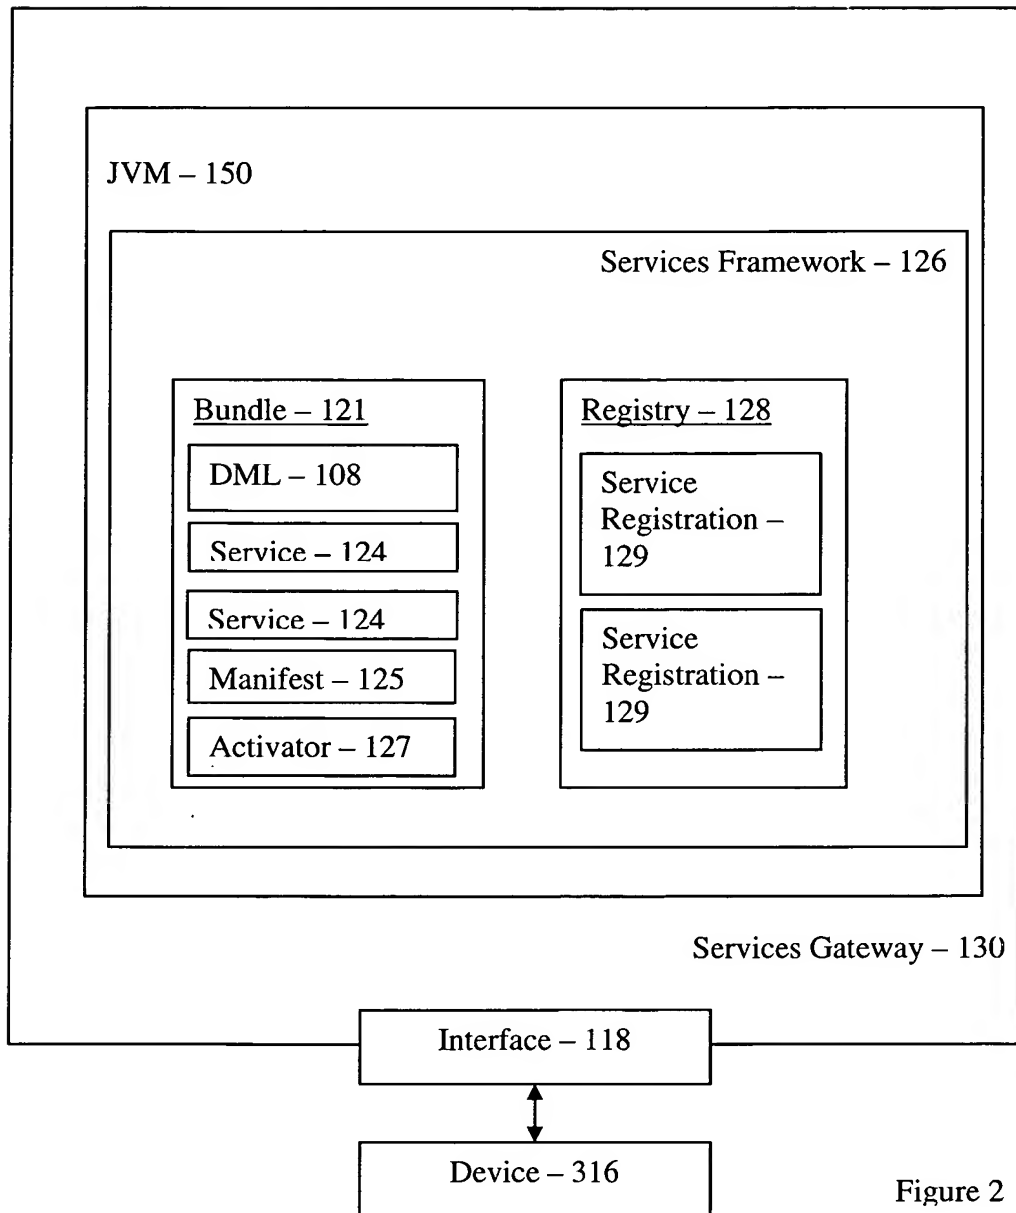 JVM – 150
Services Framework – 126
Bundle – 121
DML – 108
Service – 124
Service – 124
Manifest – 125
Activator – 127
Registry – 128
Service
Registration –
129
Service
Registration –
129
Services Gateway – 130
Interface – 118
Device – 316
Figure 2